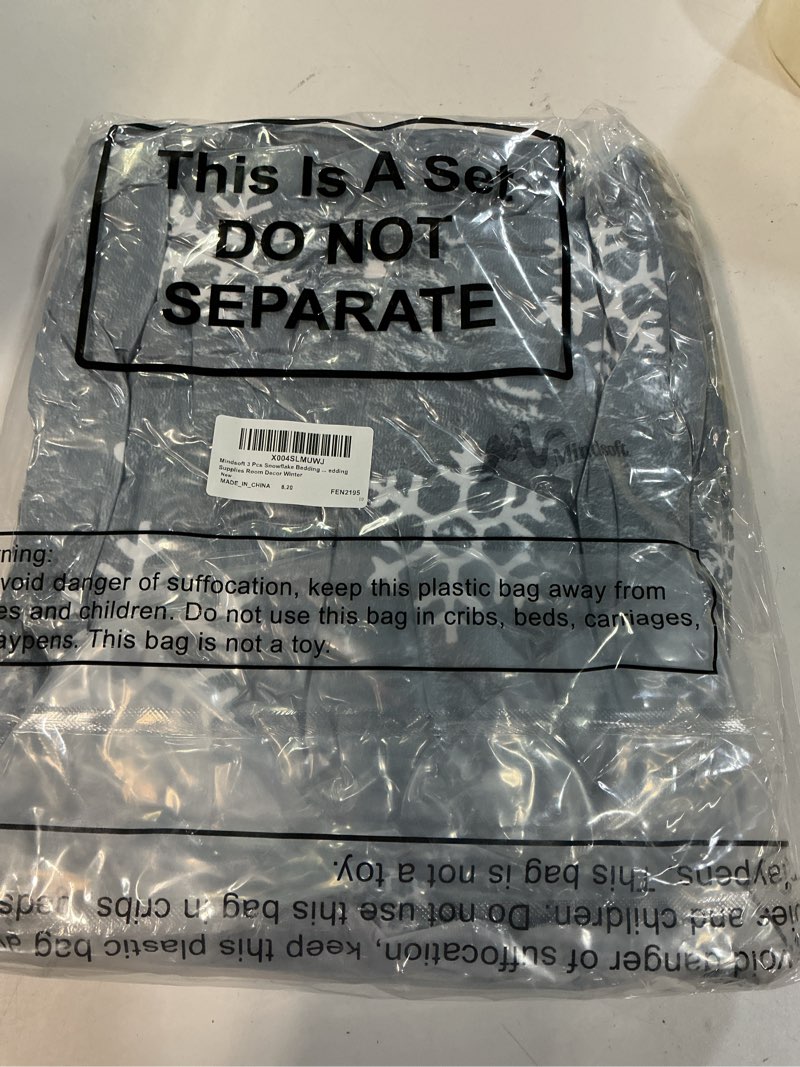 This Is A Set
DO NOT
SEPARATE
X004SLMUWJ
Mindsoft 3 Pcs Snowflake Bedding ... edding
Supplies Room Decor Winter
New
MADE_IN_CHINA 8.20
FEN2195
Mindsoft
ning:
void danger of suffocation, keep this plastic bag away from
es and children. Do not use this bag in cribs, beds, carriages,
aypens. This bag is not a toy.
aypens. This bag is not a toy.
and children. Do not use this bag in cribs
void danger of suffocation, keep this plastic bag